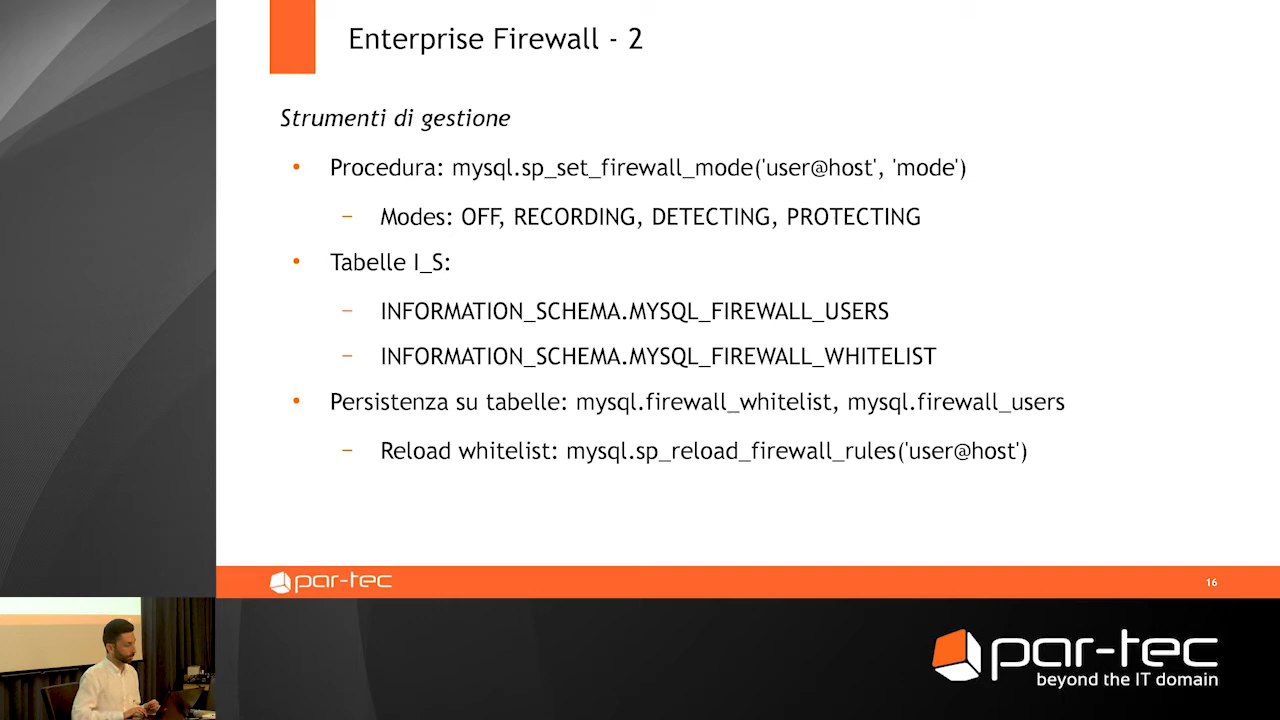 Enterprise Firewall - 2
Strumenti di gestione
• Procedura: mysql.sp_set_firewall_mode('user@host', 'mode')
– Modes: OFF, RECORDING, DETECTING, PROTECTING
• Tabelle I_S:
– INFORMATION_SCHEMA.MYSQL_FIREWALL_USERS
– INFORMATION_SCHEMA.MYSQL_FIREWALL_WHITELIST
• Persistenza su tabelle: mysql.firewall_whitelist, mysql.firewall_users
– Reload whitelist: mysql.sp_reload_firewall_rules('user@host')
par-tec
16
par-tec
beyond the IT domain